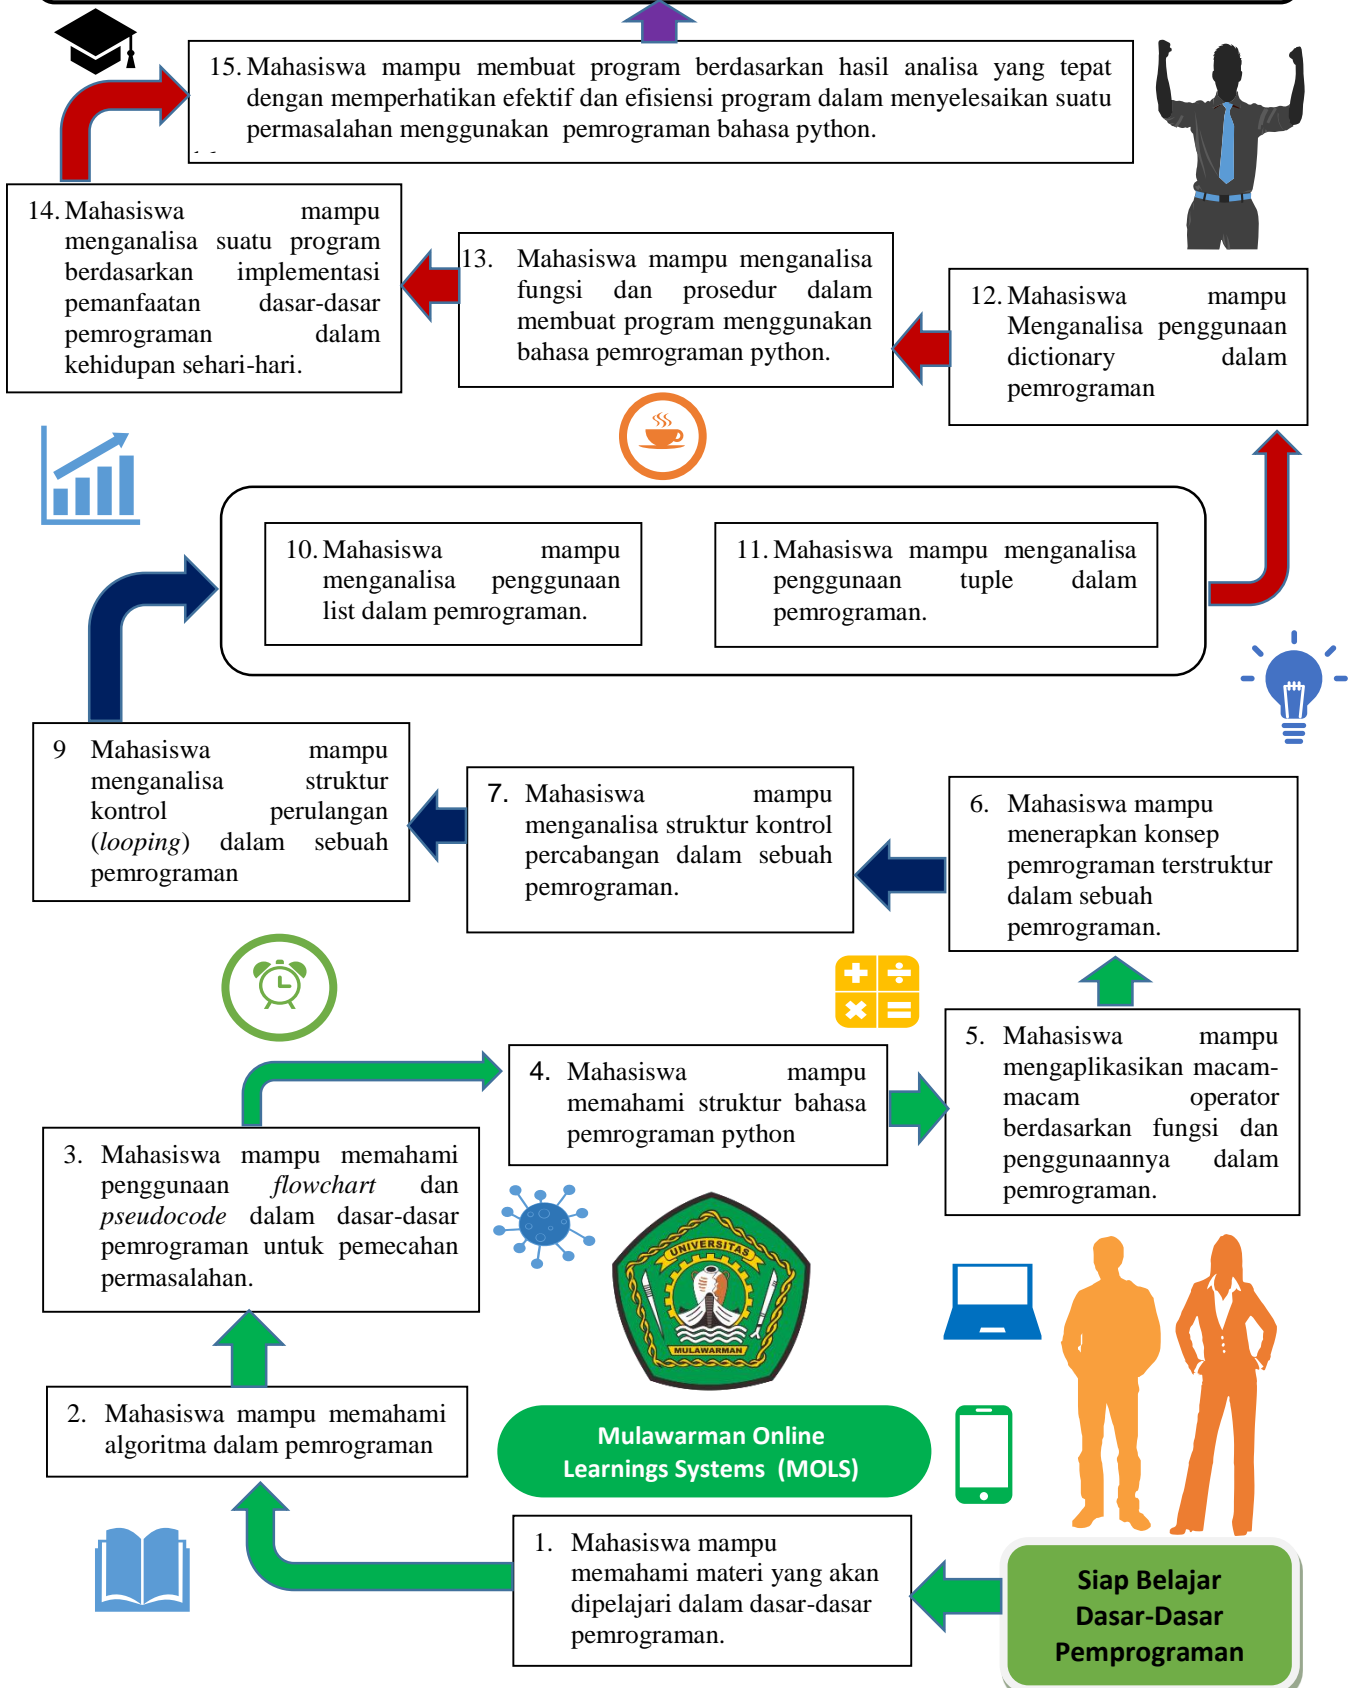 15. Mahasiswa mampu membuat program berdasarkan hasil analisa yang tepat
dengan memperhatikan efektif dan efisiensi program dalam menyelesaikan suatu
permasalahan menggunakan pemrograman bahasa python.
14. Mahasiswa mampu
menganalisa suatu program
berdasarkan implementasi
pemanfaatan dasar-dasar
pemrograman dalam
kehidupan sehari-hari.
13. Mahasiswa mampu menganalisa
fungsi dan prosedur dalam
membuat program menggunakan
bahasa pemrograman python.
12. Mahasiswa mampu
Menganalisa penggunaan
dictionary dalam
pemrograman
10. Mahasiswa mampu
menganalisa penggunaan
list dalam pemrograman.
11. Mahasiswa mampu menganalisa
penggunaan tuple dalam
pemrograman.
9 Mahasiswa mampu
menganalisa struktur
kontrol perulangan
(looping) dalam sebuah
pemrograman
7. Mahasiswa mampu
menganalisa struktur kontrol
percabangan dalam sebuah
pemrograman.
6. Mahasiswa mampu
menerapkan konsep
pemrograman terstruktur
dalam sebuah
pemrograman.
5. Mahasiswa mampu
mengaplikasikan macam-
macam operator
berdasarkan fungsi dan
penggunaannya dalam
pemrograman.
4. Mahasiswa mampu
memahami struktur bahasa
pemrograman python
3. Mahasiswa mampu memahami
penggunaan flowchart dan
pseudocode dalam dasar-dasar
pemrograman untuk pemecahan
permasalahan.
UNIVERSITAS
MULAWARMAN
2. Mahasiswa mampu memahami
algoritma dalam pemrograman
Mulawarman Online
Learnings Systems (MOLS)
1. Mahasiswa mampu
memahami materi yang akan
dipelajari dalam dasar-dasar
pemrograman.
Siap Belajar
Dasar-Dasar
Pemprograman